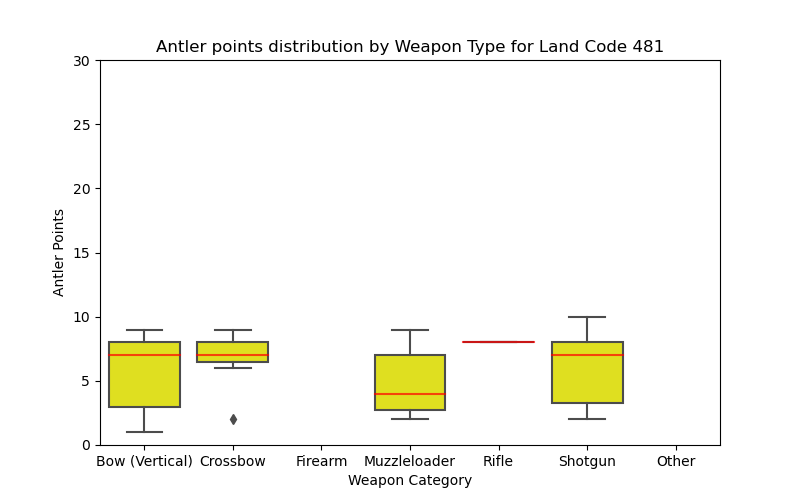 Antler points distribution by Weapon Type for Land Code 481
30
25
20
15
10
5
0
Antler Points
Bow (Vertical) Crossbow Firearm Muzzleloader Rifle Shotgun Other
Weapon Category